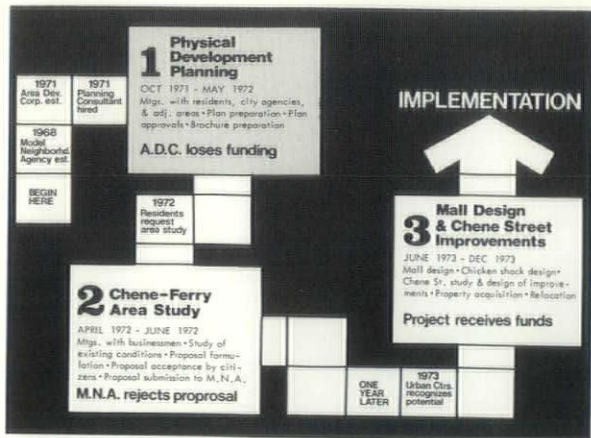 BEGIN
HERE
1968
Model
Neighborhd.
Agency est.
1971
Area Dev.
Corp. est.
1971
Planning
Consultant
hired
1 Physical
Development
Planning
OCT 1971 - MAY 1972
Mtgs. with residents, city agencies,
& adj. areas • Plan preparation • Plan
approvals • Brochure preparation
A.D.C. loses funding
1972
Residents
request
area study
2 Chene-Ferry
Area Study
APRIL 1972 - JUNE 1972
Mtgs. with businessmen • Study of
existing conditions • Proposal formu-
lation • Proposal acceptance by citi-
zens • Proposal submission to M.N.A.
M.N.A. rejects proprosal
ONE
YEAR
LATER
1973
Urban Ctrs.
recognizes
potential
3 Mall Design
& Chene Street
Improvements
JUNE 1973 - DEC 1973
Mall design • Chicken shack design •
Chene St. study & design of improve-
ments • Property acquisition • Relocation
Project receives funds
IMPLEMENTATION